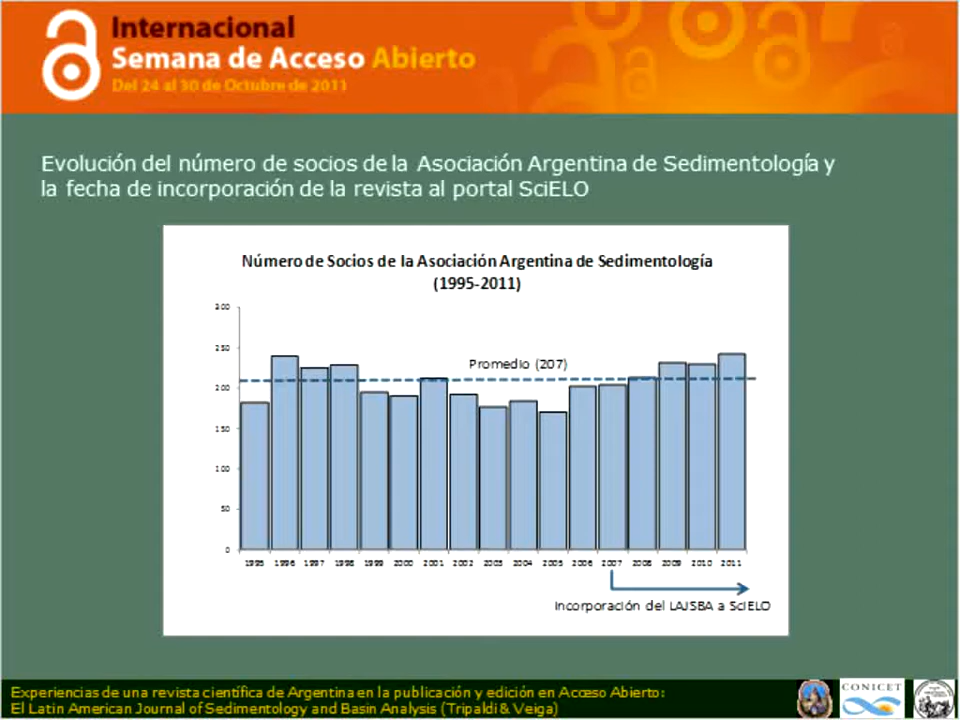 Internacional
Semana de Acceso Abierto
Del 24 al 30 de Octubre de 2011
Evolución del número de socios de la Asociación Argentina de Sedimentología y
la fecha de incorporación de la revista al portal SciELO
Número de Socios de la Asociación Argentina de Sedimentología
(1995-2011)
300
250
200
150
100
50
0
Promedio (207)
1995 1996 1997 1998 1999 2000 2001 2002 2003 2004 2005 2006 2007 2008 2009 2010 2011
Incorporación del LAJSBA a SciELO
Experiencias de una revista científica de Argentina en la publicación y edición en Acceso Abierto:
El Latin American Journal of Sedimentology and Basin Analysis (Tripaldi & Veiga)
CONICET